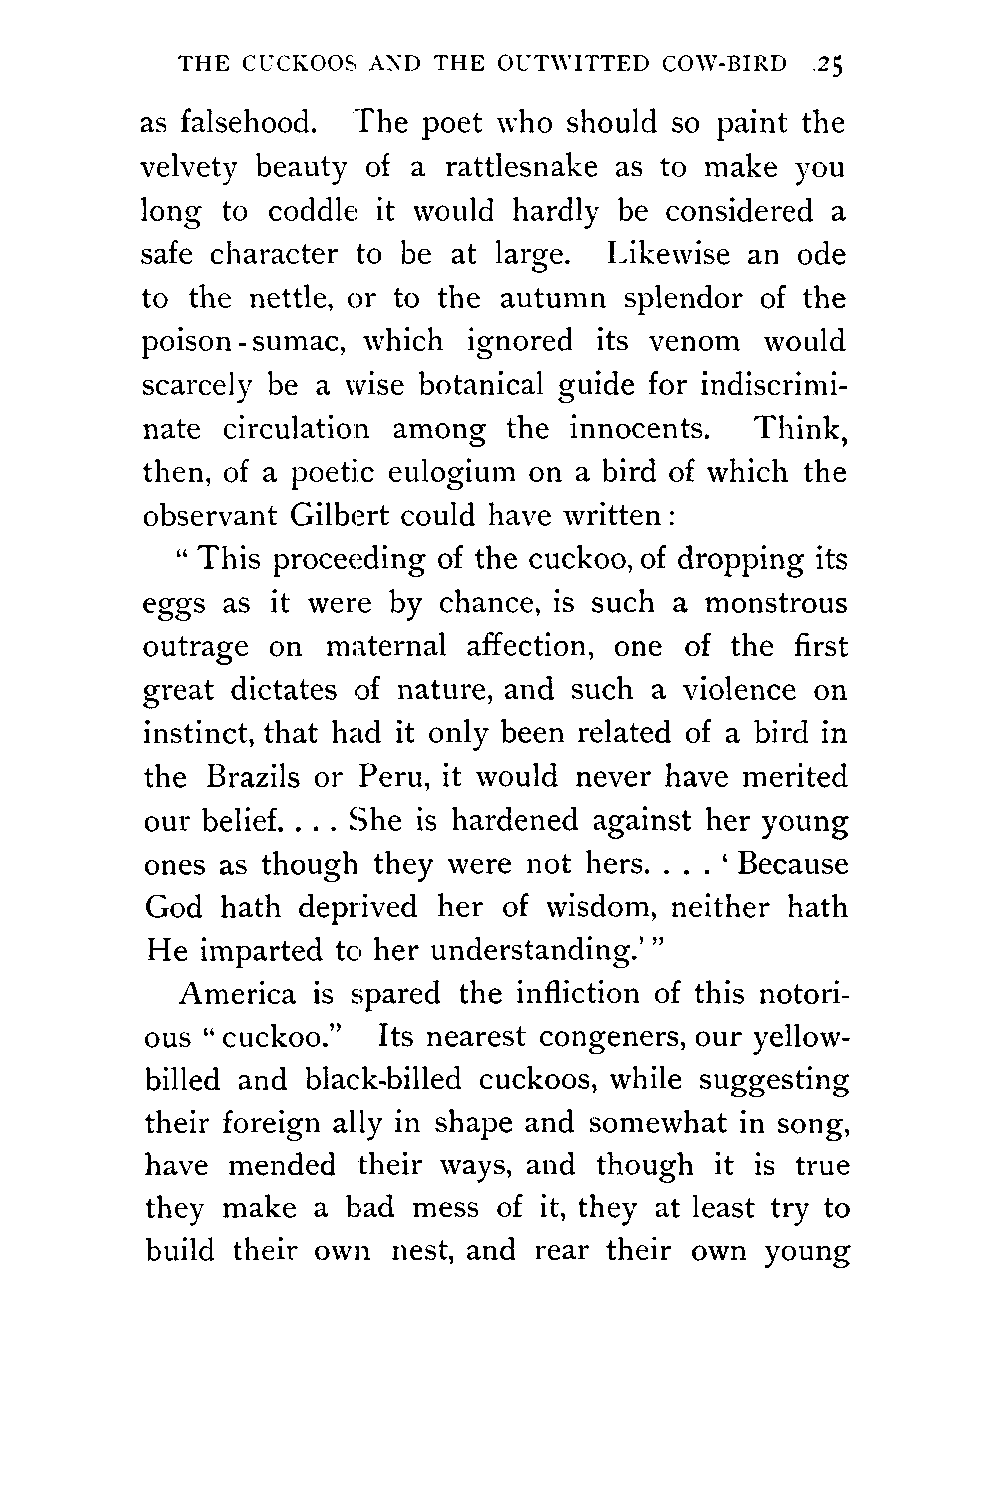 THE CUCKOOS AND THE OUTWITTED COW-BIRD 25
as falsehood. The poet who should so paint the
velvety beauty of a rattlesnake as to make you
long to coddle it would hardly be considered a
safe character to be at large. Likewise an ode
to the nettle, or to the autumn splendor of the
poison-sumac, which ignored its venom would
scarcely be a wise botanical guide for indiscrimi-
nate circulation among the innocents. Think,
then, of a poetic eulogium on a bird of which the
observant Gilbert could have written:
“This proceeding of the cuckoo, of dropping its
eggs as it were by chance, is such a monstrous
outrage on maternal affection, one of the first
great dictates of nature, and such a violence on
instinct, that had it only been related of a bird in
the Brazils or Peru, it would never have merited
our belief. . . . She is hardened against her young
ones as though they were not hers. . . . ‘Because
God hath deprived her of wisdom, neither hath
He imparted to her understanding.’”
America is spared the infliction of this notori-
ous “cuckoo.” Its nearest congeners, our yellow-
billed and black-billed cuckoos, while suggesting
their foreign ally in shape and somewhat in song,
have mended their ways, and though it is true
they make a bad mess of it, they at least try to
build their own nest, and rear their own young